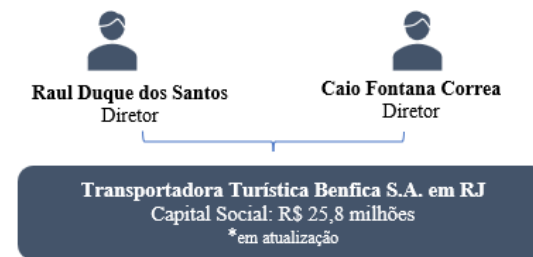 Raul Duque dos Santos
Diretor
Caio Fontana Correa
Diretor
Transportadora Turística Benfica S.A. em RJ
Capital Social: R$ 25,8 milhões
*em atualização